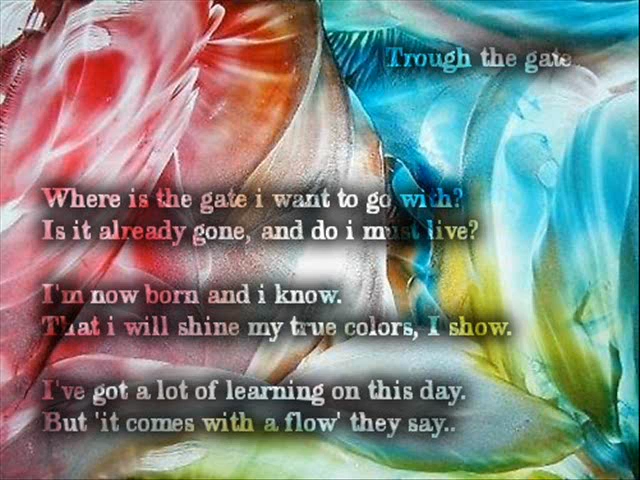 Trough the gate
Where is the gate i want to go with?
Is it already gone, and do i must live?
I'm now born and i know.
That i will shine my true colors, I show.
I've got a lot of learning on this day.
But 'it comes with a flow' they say..